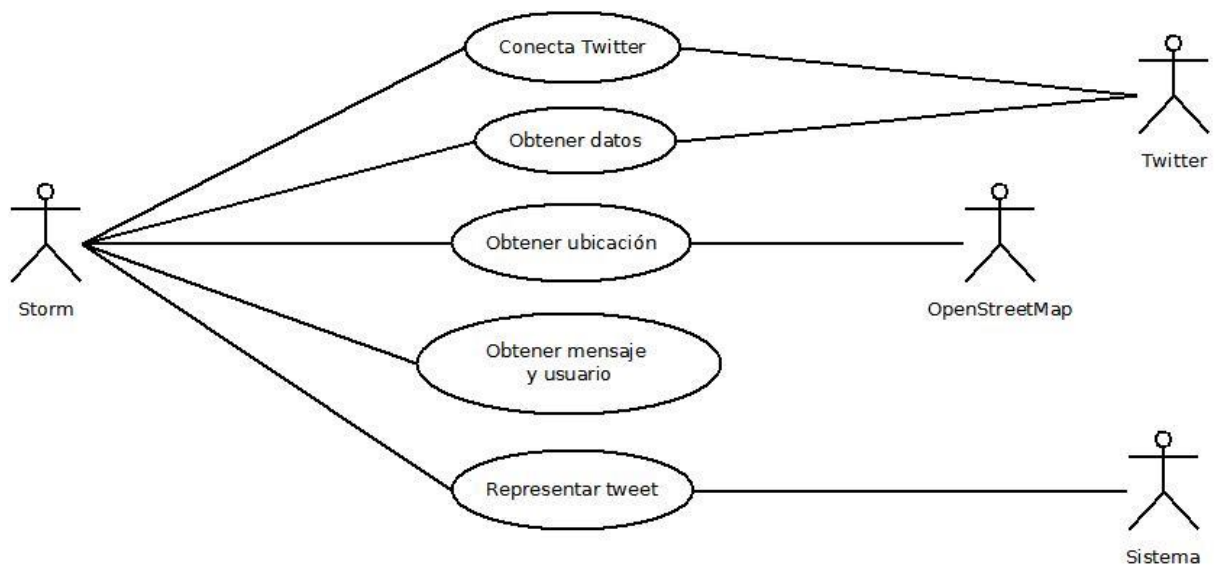 Conecta Twitter
Obtener datos
Twitter
Obtener ubicación
Storm
OpenStreetMap
Obtener mensaje
y usuario
Representar tweet
Sistema